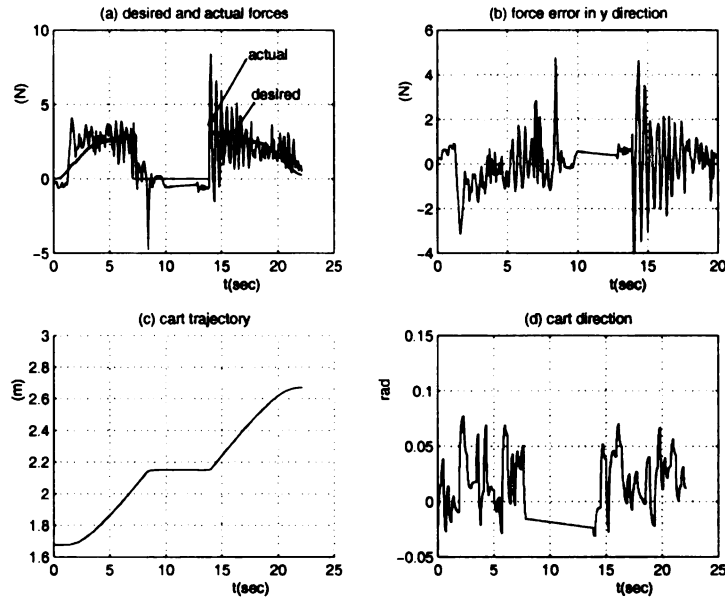 (a) desired and actual forces
(N)
10
5
0
−5
actual
desired
0 5 10 15 20 25
t(sec)
(b) force error in y direction
(N)
6
4
2
0
−2
−4
0 5 10 15 20
t(sec)
(c) cart trajectory
(m)
3
2.8
2.6
2.4
2.2
2
1.8
1.6
0 5 10 15 20 25
t(sec)
(d) cart direction
rad
0.15
0.1
0.05
0
−0.05
0 5 10 15 20 25
t(sec)